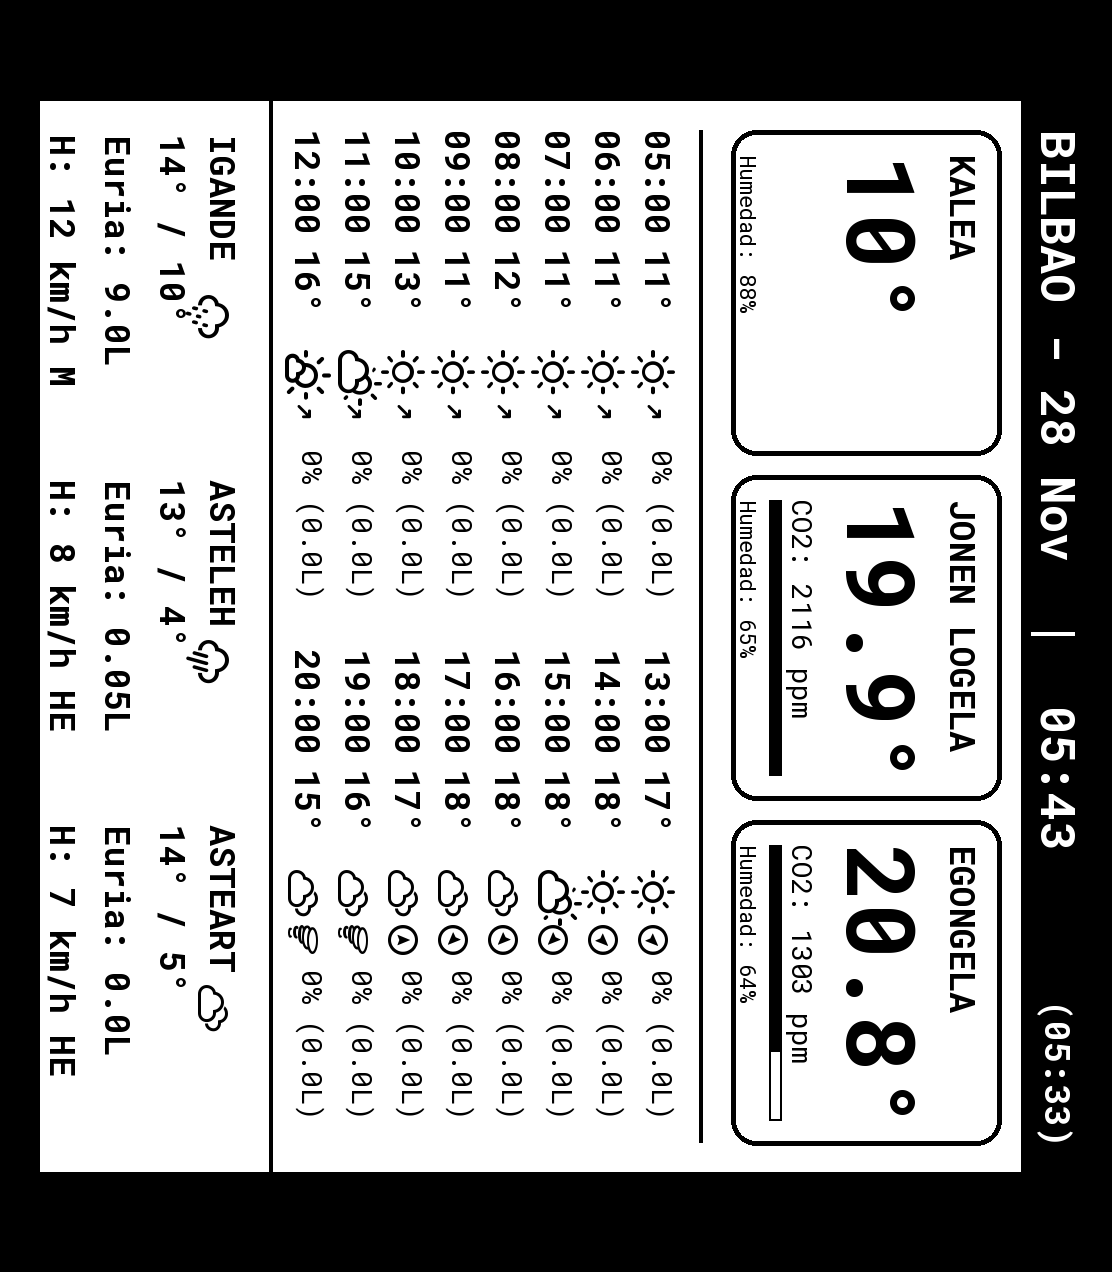 BILBAO - 28 Nov | 05:43 (05:33)
KALEA
10°
Humedad: 88%
JONEN LOGELA
19.9°
CO2: 2116 ppm
Humedad: 65%
EGONGELA
20.8°
CO2: 1303 ppm
Humedad: 64%
05:00 11° ↗ 0% (0.0L)
06:00 11° ↗ 0% (0.0L)
07:00 11° ↗ 0% (0.0L)
08:00 12° ↗ 0% (0.0L)
09:00 11° ↗ 0% (0.0L)
10:00 13° ↗ 0% (0.0L)
11:00 15° ↗ 0% (0.0L)
12:00 16° ↗ 0% (0.0L)
13:00 17° 0% (0.0L)
14:00 18° 0% (0.0L)
15:00 18° 0% (0.0L)
16:00 18° 0% (0.0L)
17:00 18° 0% (0.0L)
18:00 17° 0% (0.0L)
19:00 16° 0% (0.0L)
20:00 15° 0% (0.0L)
IGANDE
14° / 10°
Euria: 9.0L
H: 12 km/h M
ASTELEH
13° / 4°
Euria: 0.05L
H: 8 km/h HE
ASTEART
14° / 5°
Euria: 0.0L
H: 7 km/h HE